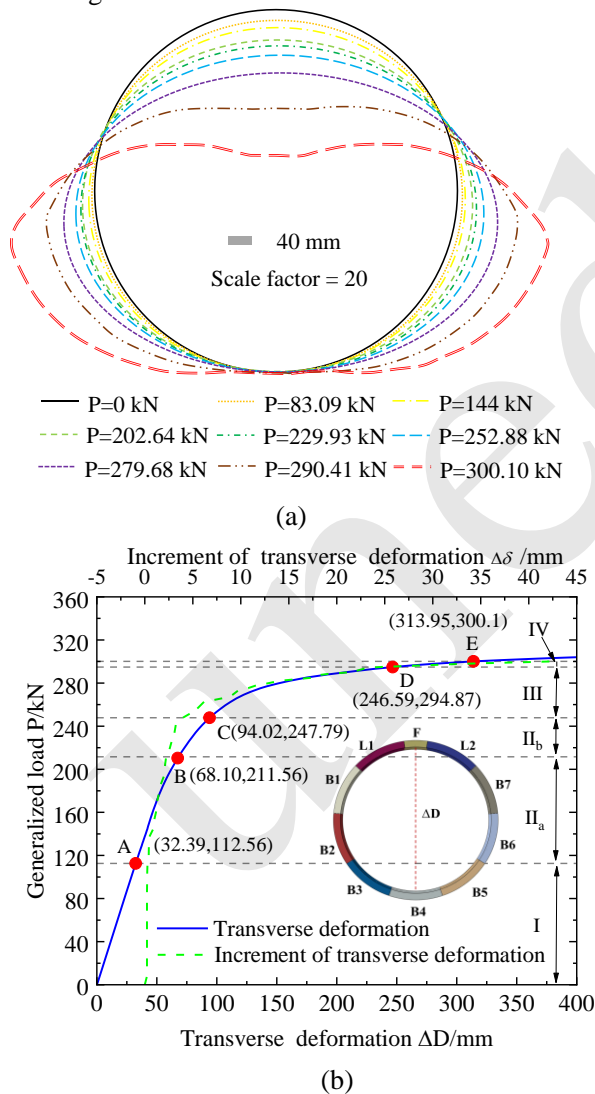 40 mm
Scale factor = 20
P=0 kN P=83.09 kN P=144 kN
P=202.64 kN P=229.93 kN P=252.88 kN
P=279.68 kN P=290.41 kN P=300.10 kN
(a)
Increment of transverse deformation Δδ /mm
-5 0 5 10 15 20 25 30 35 40 45
360
320
280
240
200
160
120
80
40
0
Generalized load P/kN
(313.95,300.1)
E
IV
D
(246.59,294.87)
III
C(94.02,247.79)
II_b
B (68.10,211.56)
II_a
A (32.39,112.56)
I
F
L1 L2
B1 B7
ΔD
B2 B6
B3 B5
B4
Transverse deformation
Increment of transverse deformation
0 50 100 150 200 250 300 350 400
Transverse deformation ΔD/mm
(b)